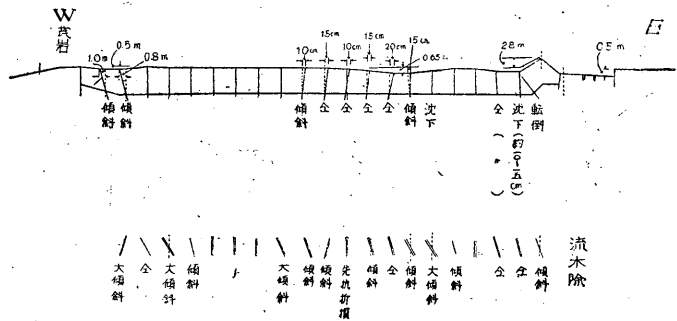 W
茂岩
E
1.0m
0.5m
0.8m
10cm
15cm
10cm
15cm
20cm
15cm
0.65
28m
0.5m
傾斜
傾斜
傾斜
仝
仝
仝
仝
傾斜
沈下
仝(〃)
沈下
転倒
流木除
大傾斜
仝
大傾斜
傾斜
大傾斜
傾斜
傾斜
先杭折損
傾斜
仝
傾斜
大傾斜
傾斜
仝
仝
傾斜